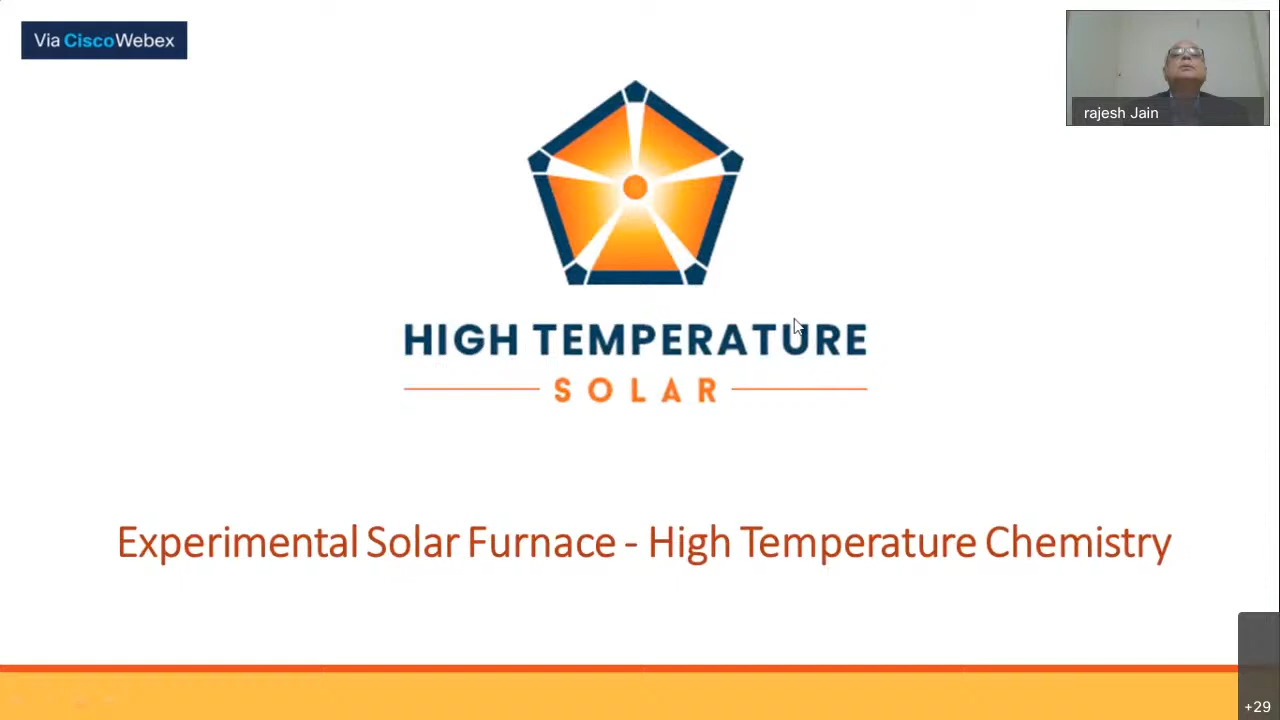 Via CiscoWebex
rajesh Jain
HIGH TEMPERATURE
SOLAR
Experimental Solar Furnace - High Temperature Chemistry
+29